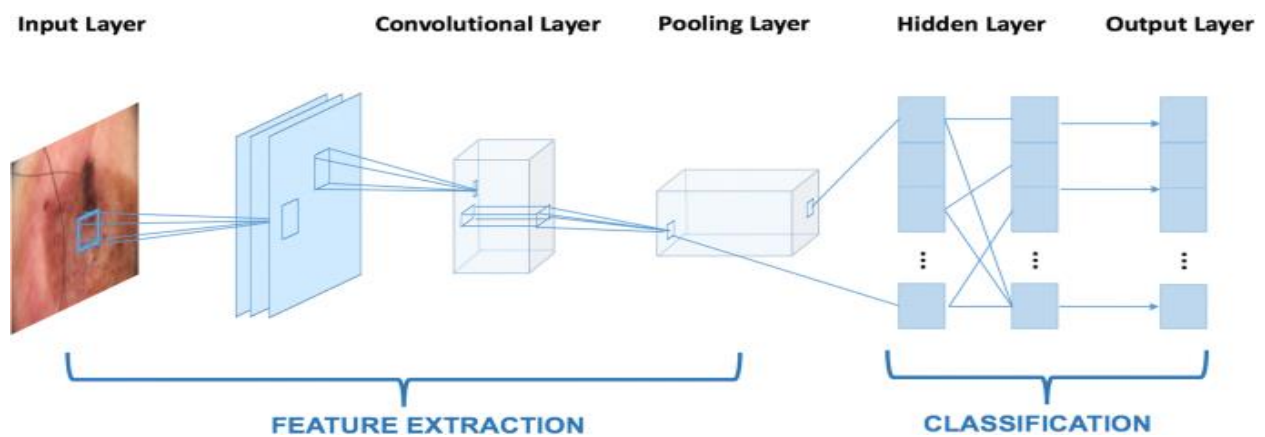 Input Layer
Convolutional Layer
Pooling Layer
Hidden Layer
Output Layer
FEATURE EXTRACTION
CLASSIFICATION